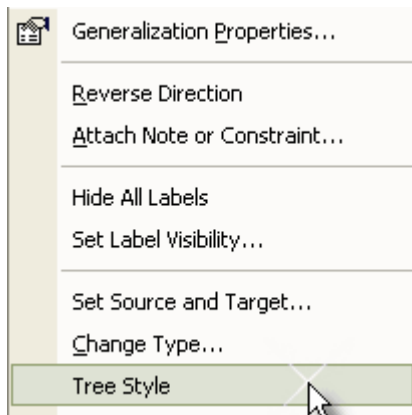 Generalization Properties...
Reverse Direction
Attach Note or Constraint...
Hide All Labels
Set Label Visibility...
Set Source and Target...
Change Type...
Tree Style